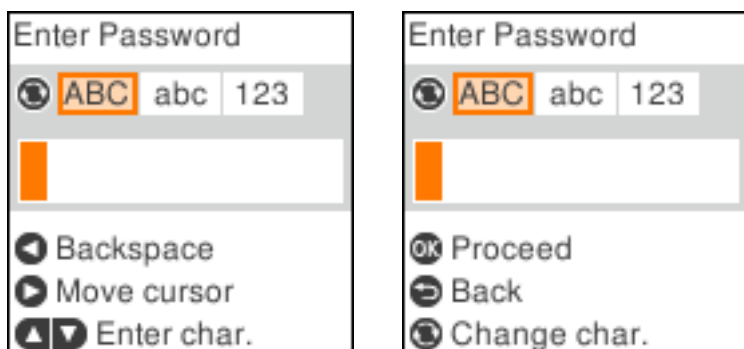 Enter Password
ABC abc 123
Backspace
Move cursor
Enter char.
Enter Password
ABC abc 123
OK Proceed
Back
Change char.